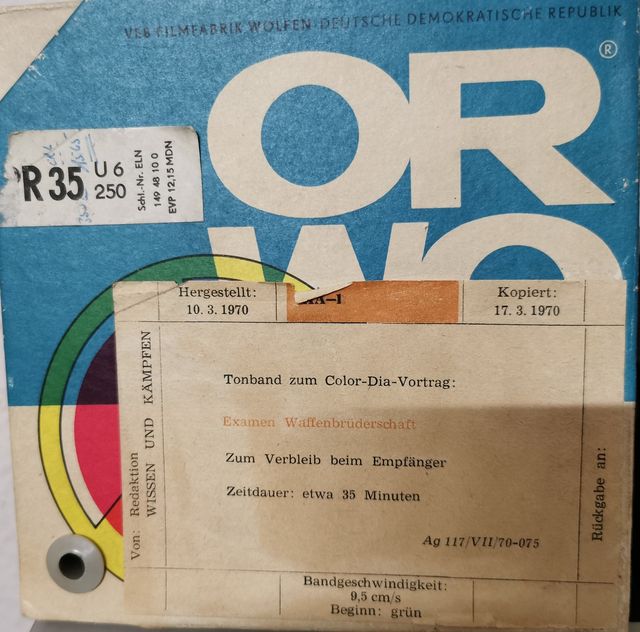 VEB FILMFABRIK WOLFEN · DEUTSCHE DEMOKRATISCHE REPUBLIK
ORWO ®
PR 35
U 6
250
Schl.-Nr. ELN
149 48 10 0
EVP 12,15 MDN
Hergestellt:
10. 3. 1970
Kopiert:
17. 3. 1970
Von: Redaktion
WISSEN UND KÄMPFEN
Tonband zum Color-Dia-Vortrag:
Examen Waffenbrüderschaft
Zum Verbleib beim Empfänger
Zeitdauer: etwa 35 Minuten
Ag 117/VII/70-075
Rückgabe an:
Bandgeschwindigkeit:
9,5 cm/s
Beginn: grün